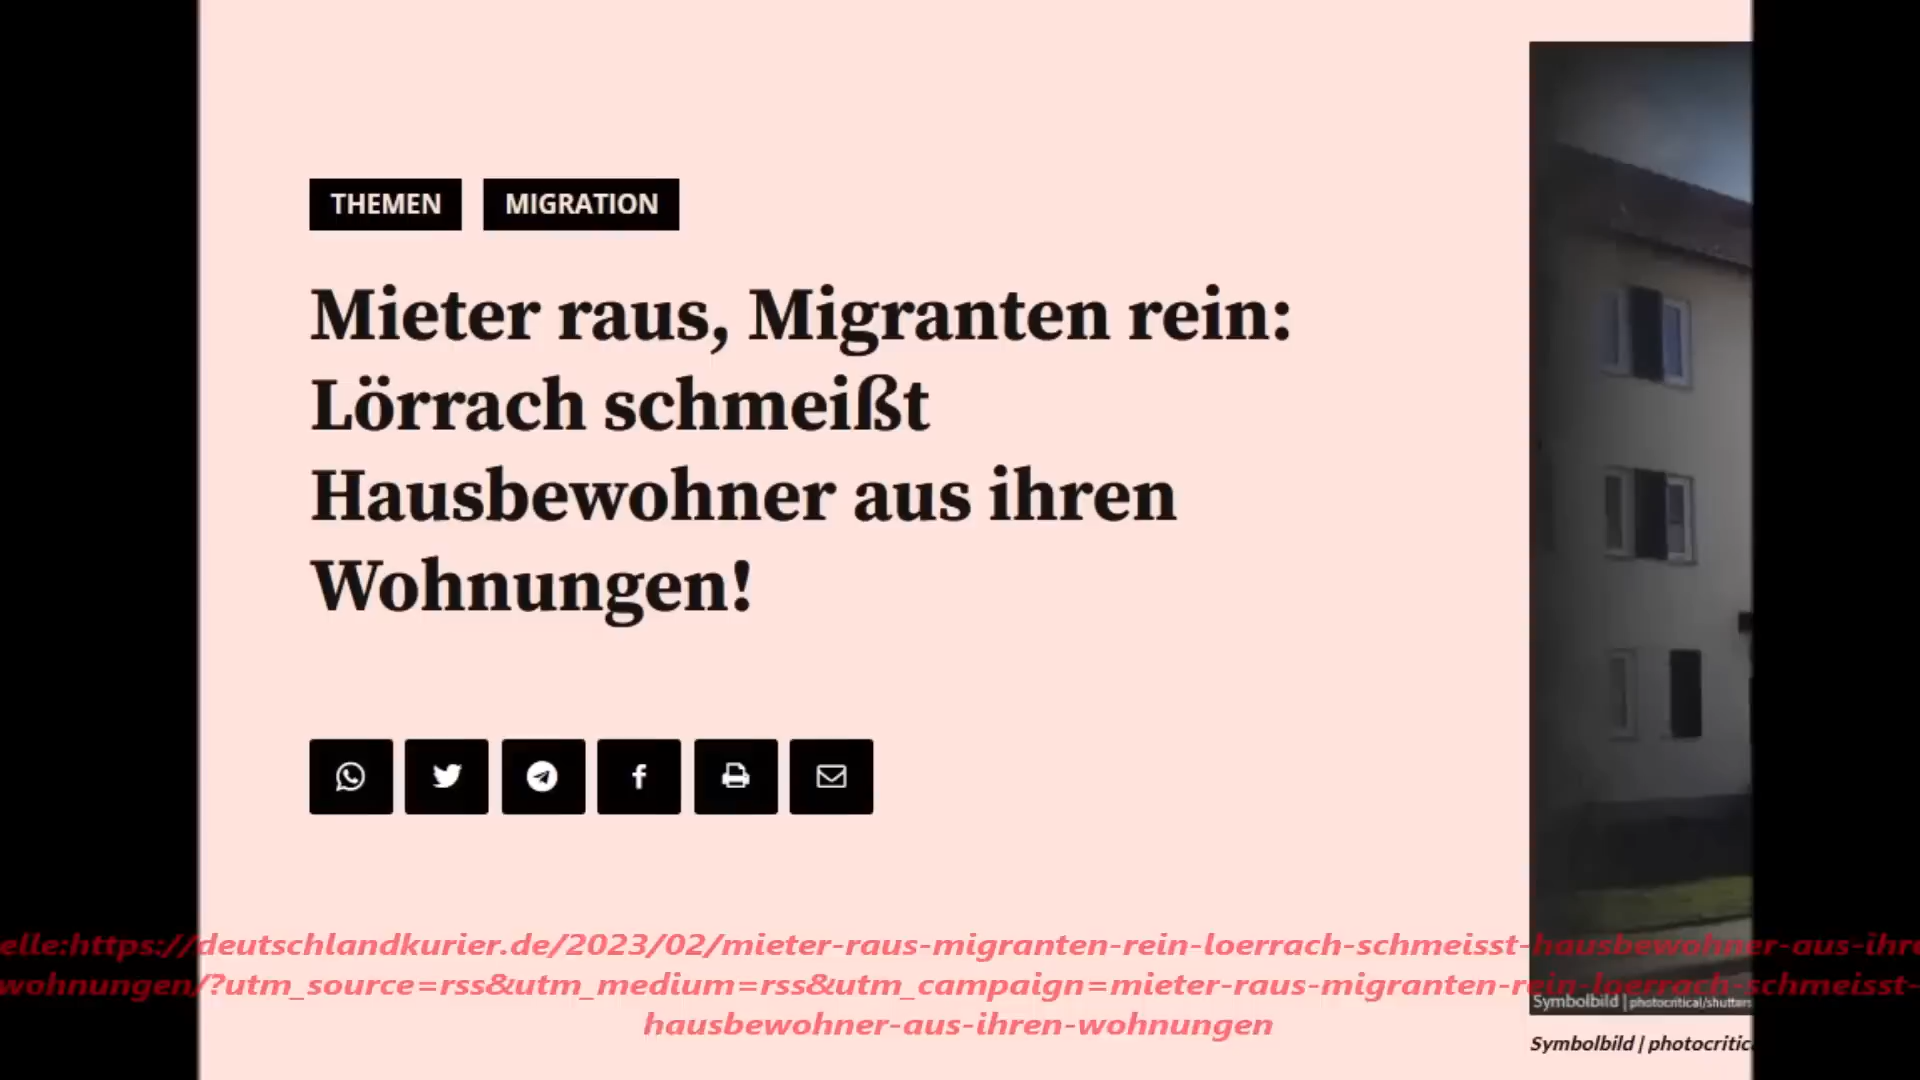 THEMEN MIGRATION
Mieter raus, Migranten rein:
Lörrach schmeißt
Hausbewohner aus ihren
Wohnungen!
elle:https://deutschlandkurier.de/2023/02/mieter-raus-migranten-rein-loerrach-schmeisst-hausbewohner-aus-ihre
wohnungen/?utm_source=rss&utm_medium=rss&utm_campaign=mieter-raus-migranten-rein-loerrach-schmeisst-
hausbewohner-aus-ihren-wohnungen
Symbolbild | photocritical/shutters
Symbolbild | photocritic